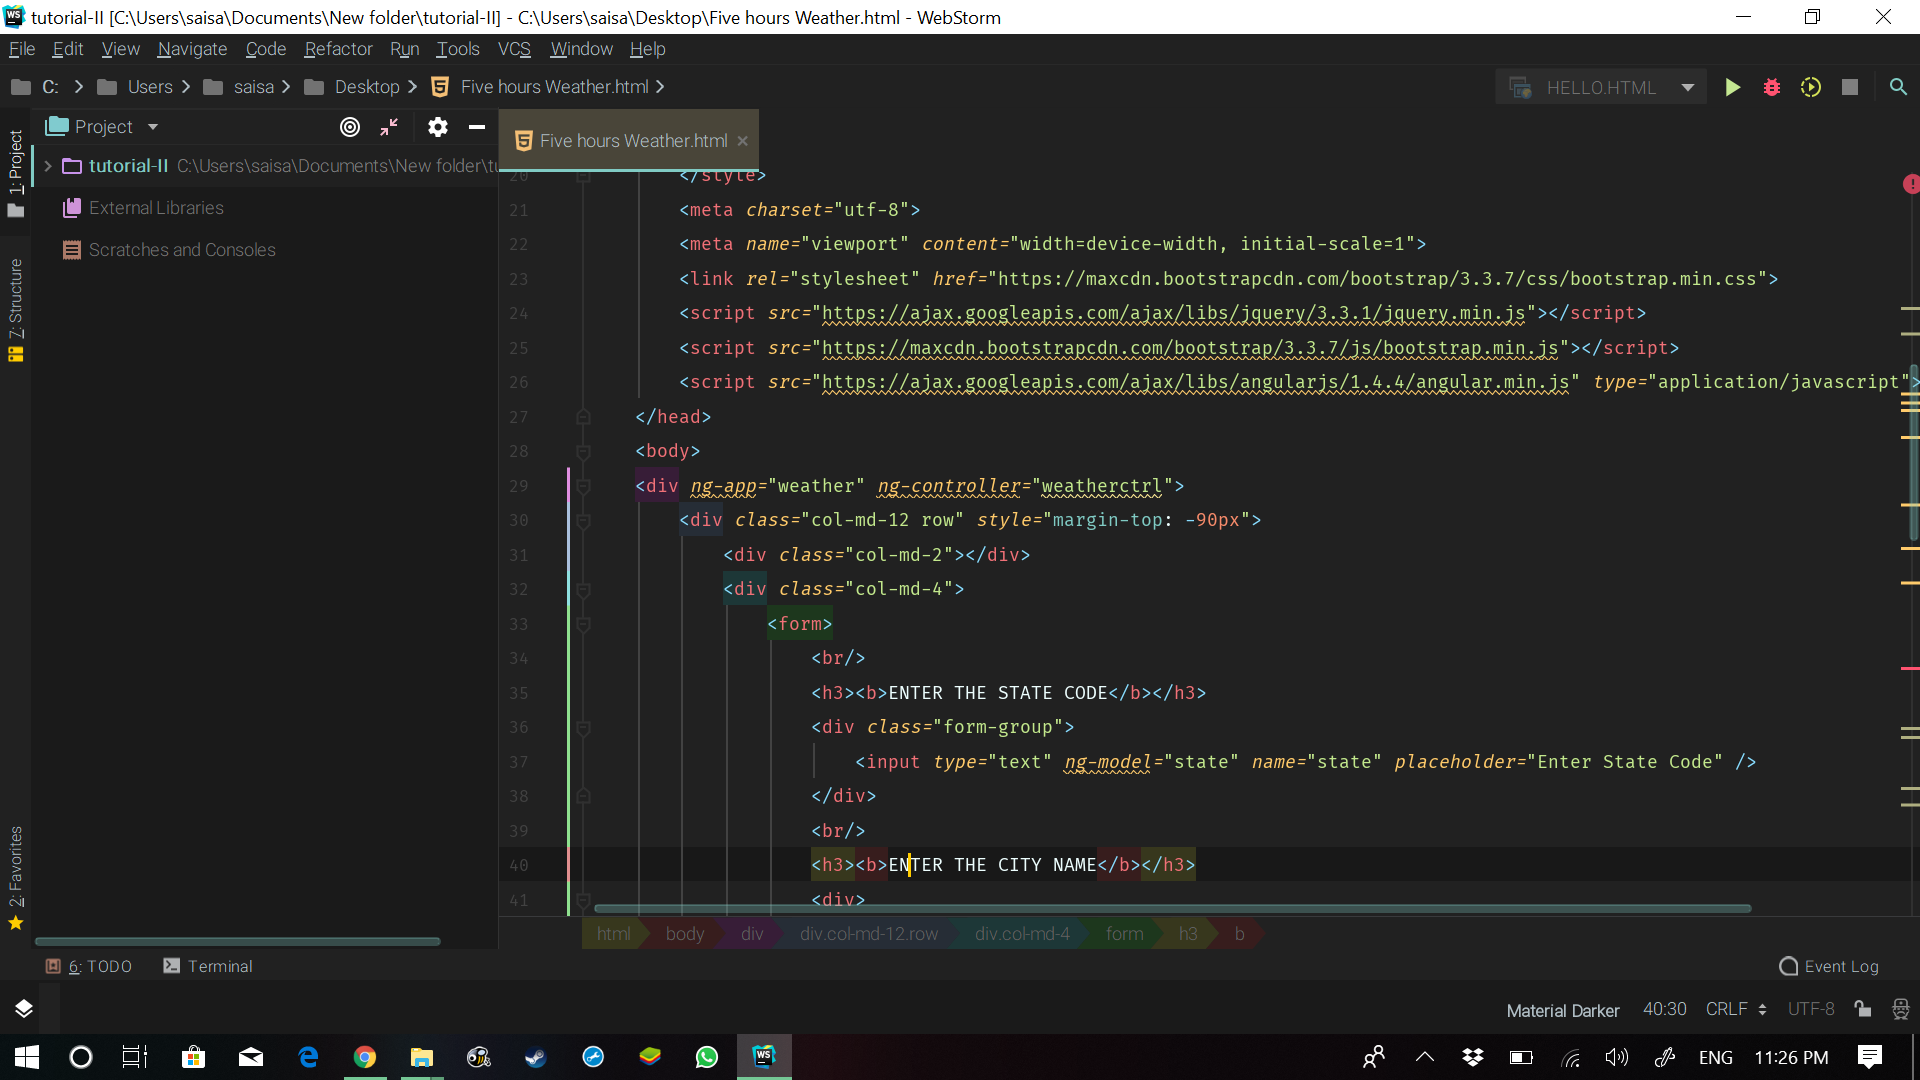 tutorial-II [C:\Users\saisa\Documents\New folder\tutorial-II] - C:\Users\saisa\Desktop\Five hours Weather.html - WebStorm
File Edit View Navigate Code Refactor Run Tools VCS Window Help
C: Users saisa Desktop Five hours Weather.html
HELLO.HTML
Project
Five hours Weather.html
1: Project
7: Structure
2: Favorites
tutorial-II C:\Users\saisa\Documents\New folder\tu
External Libraries
Scratches and Consoles
20 </style>
21 <meta charset="utf-8">
22 <meta name="viewport" content="width=device-width, initial-scale=1">
23 <link rel="stylesheet" href="https://maxcdn.bootstrapcdn.com/bootstrap/3.3.7/css/bootstrap.min.css">
24 <script src="https://ajax.googleapis.com/ajax/libs/jquery/3.3.1/jquery.min.js"></script>
25 <script src="https://maxcdn.bootstrapcdn.com/bootstrap/3.3.7/js/bootstrap.min.js"></script>
26 <script src="https://ajax.googleapis.com/ajax/libs/angularjs/1.4.4/angular.min.js" type="application/javascript">
27 </head>
28 <body>
29 <div ng-app="weather" ng-controller="weatherctrl">
30 <div class="col-md-12 row" style="margin-top: -90px">
31 <div class="col-md-2"></div>
32 <div class="col-md-4">
33 <form>
34 <br/>
35 <h3><b>ENTER THE STATE CODE</b></h3>
36 <div class="form-group">
37 <input type="text" ng-model="state" name="state" placeholder="Enter State Code" />
38 </div>
39 <br/>
40 <h3><b>ENTER THE CITY NAME</b></h3>
41 <div>
html body div div.col-md-12.row div.col-md-4 form h3 b
6: TODO Terminal Event Log
Material Darker 40:30 CRLF UTF-8
WS ENG 11:26 PM